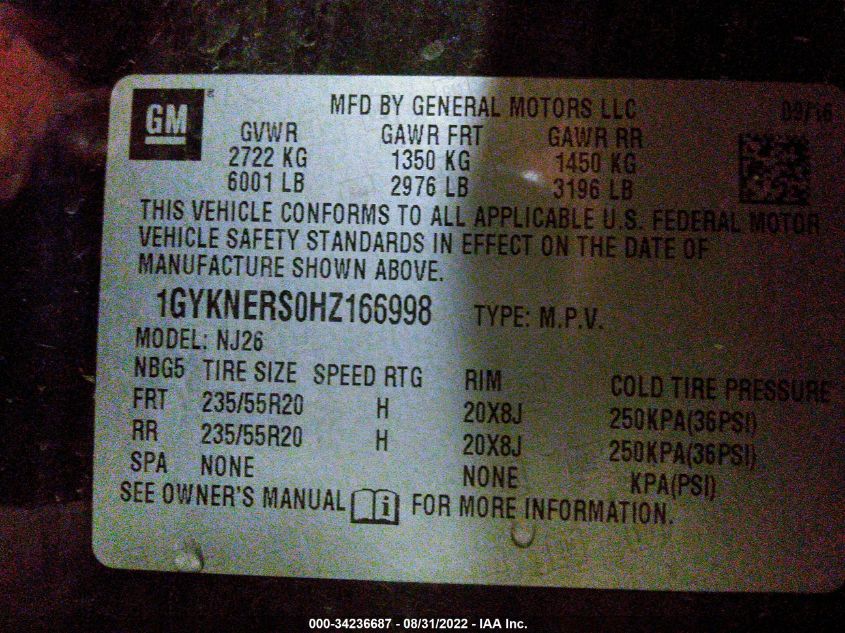 MFD BY GENERAL MOTORS LLC 09/16
GM
GVWR GAWR FRT GAWR RR
2722 KG 1350 KG 1450 KG
6001 LB 2976 LB 3196 LB
THIS VEHICLE CONFORMS TO ALL APPLICABLE U.S. FEDERAL MOTOR
VEHICLE SAFETY STANDARDS IN EFFECT ON THE DATE OF
MANUFACTURE SHOWN ABOVE.
1GYKNERS0HZ166998 TYPE: M.P.V.
MODEL: NJ26
NBG5 TIRE SIZE SPEED RTG RIM COLD TIRE PRESSURE
FRT 235/55R20 H 20X8J 250KPA(36PSI)
RR 235/55R20 H 20X8J 250KPA(36PSI)
SPA NONE NONE KPA(PSI)
SEE OWNER'S MANUAL i FOR MORE INFORMATION.
000-34236687 - 08/31/2022 - IAA Inc.